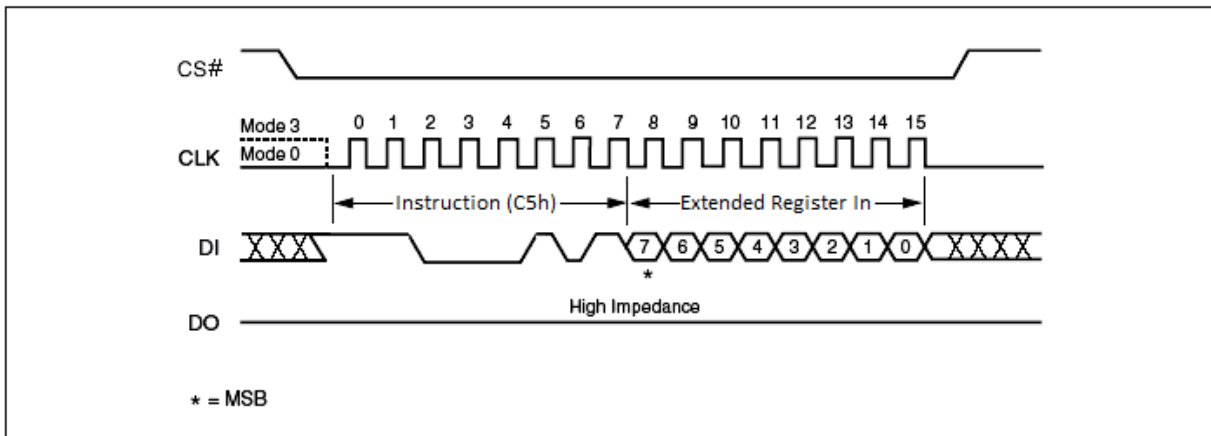 CS#
Mode 3
0 1 2 3 4 5 6 7 8 9 10 11 12 13 14 15
CLK
Mode 0
Instruction (C5h)
Extended Register In
DI
7 6 5 4 3 2 1 0
*
High Impedance
DO
* = MSB